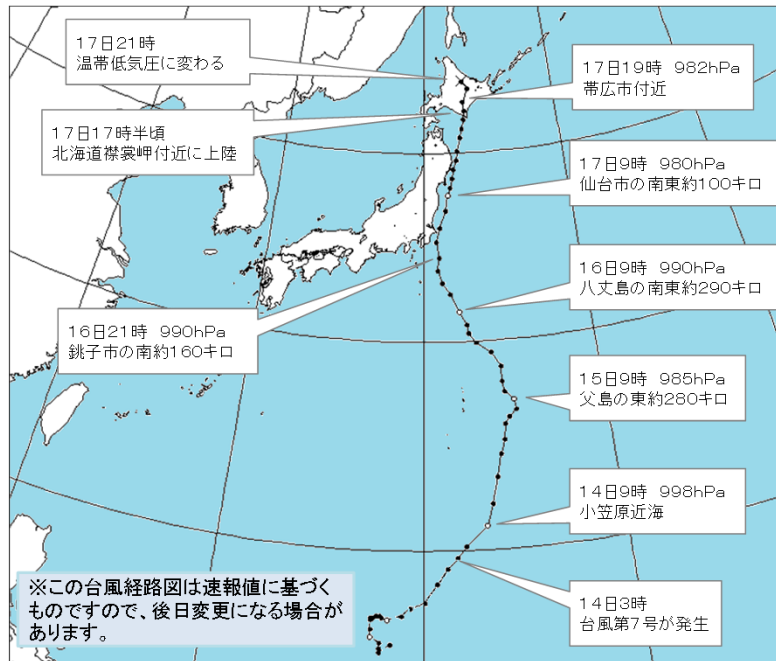 17日21時
温帯低気圧に変わる
17日19時 982hPa
帯広市付近
17日17時半頃
北海道襟裳岬付近に上陸
17日9時 980hPa
仙台市の南東約100キロ
16日9時 990hPa
八丈島の南東約290キロ
16日21時 990hPa
銚子市の南約160キロ
15日9時 985hPa
父島の東約280キロ
14日9時 998hPa
小笠原近海
14日3時
台風第7号が発生
※この台風経路図は速報値に基づく
ものですので、後日変更になる場合が
あります。